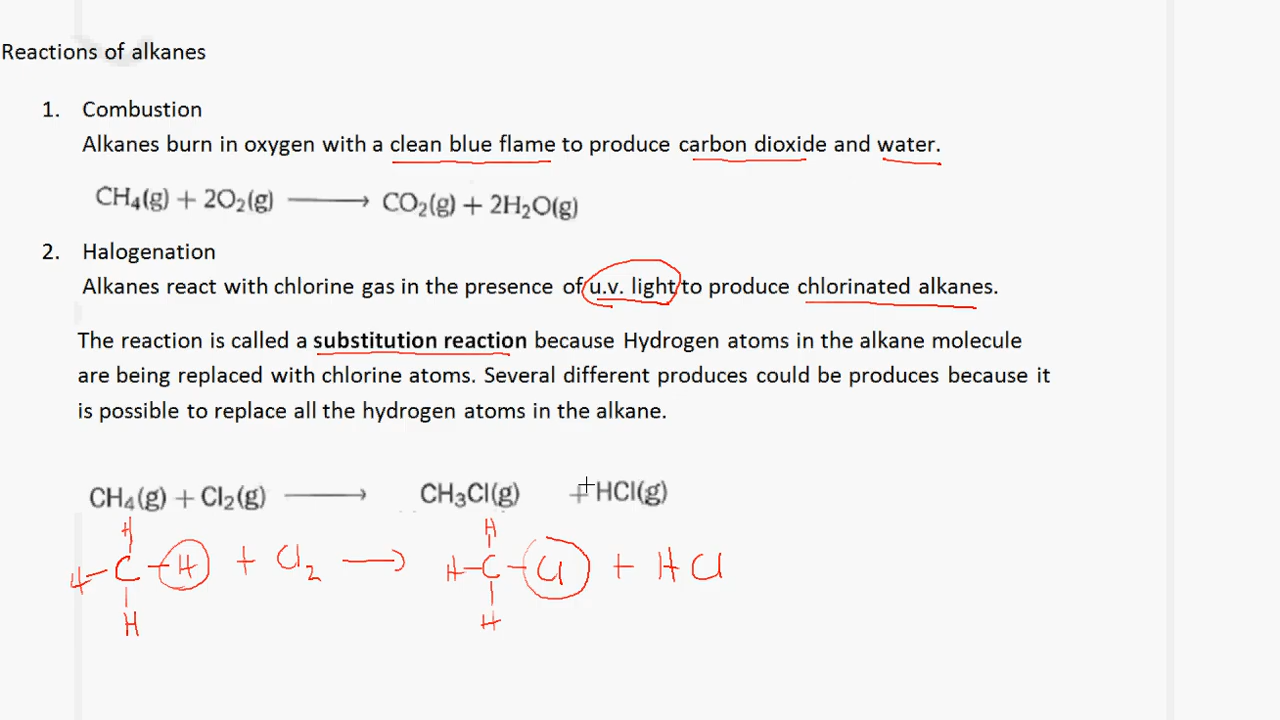 Reactions of alkanes
1. Combustion
Alkanes burn in oxygen with a clean blue flame to produce carbon dioxide and water.
CH₄(g) + 2O₂(g) ⟶ CO₂(g) + 2H₂O(g)
2. Halogenation
Alkanes react with chlorine gas in the presence of u.v. light to produce chlorinated alkanes.
The reaction is called a substitution reaction because Hydrogen atoms in the alkane molecule
are being replaced with chlorine atoms. Several different produces could be produces because it
is possible to replace all the hydrogen atoms in the alkane.
CH₄(g) + Cl₂(g) ⟶ CH₃Cl(g) + HCl(g)
H H
H–C–H + Cl₂ ⟶ H–C–Cl + HCl
H H